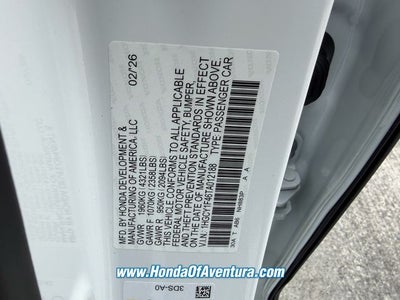 MFD. BY HONDA DEVELOPMENT & 02/26
MANUFACTURING OF AMERICA, LLC
GVWR 1960KG(4321LBS)
GAWR F 1070KG(2358LBS)
GAWR R 950KG(2094LBS)
THIS VEHICLE CONFORMS TO ALL APPLICABLE
FEDERAL MOTOR VEHICLE SAFETY, BUMPER,
AND THEFT PREVENTION STANDARDS IN EFFECT
ON THE DATE OF MANUFACTURE SHOWN ABOVE.
V.I.N.: TYPE:PASSENGER CAR
3DS-A0
www.HondaOfAventura.com